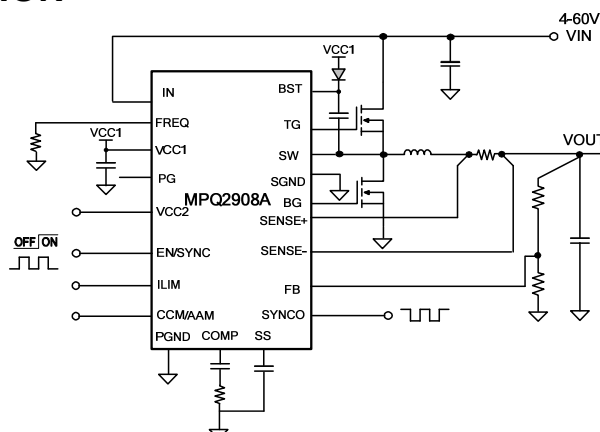 4-60V
VIN
VCC1
IN
BST
FREQ
TG
VCC1
VCC1
SW
VOUT
PG
SGND
MPQ2908A
BG
VCC2
SENSE+
OFF ON
EN/SYNC
SENSE-
ILIM
FB
CCM/AAM
SYNCO
PGND
COMP
SS